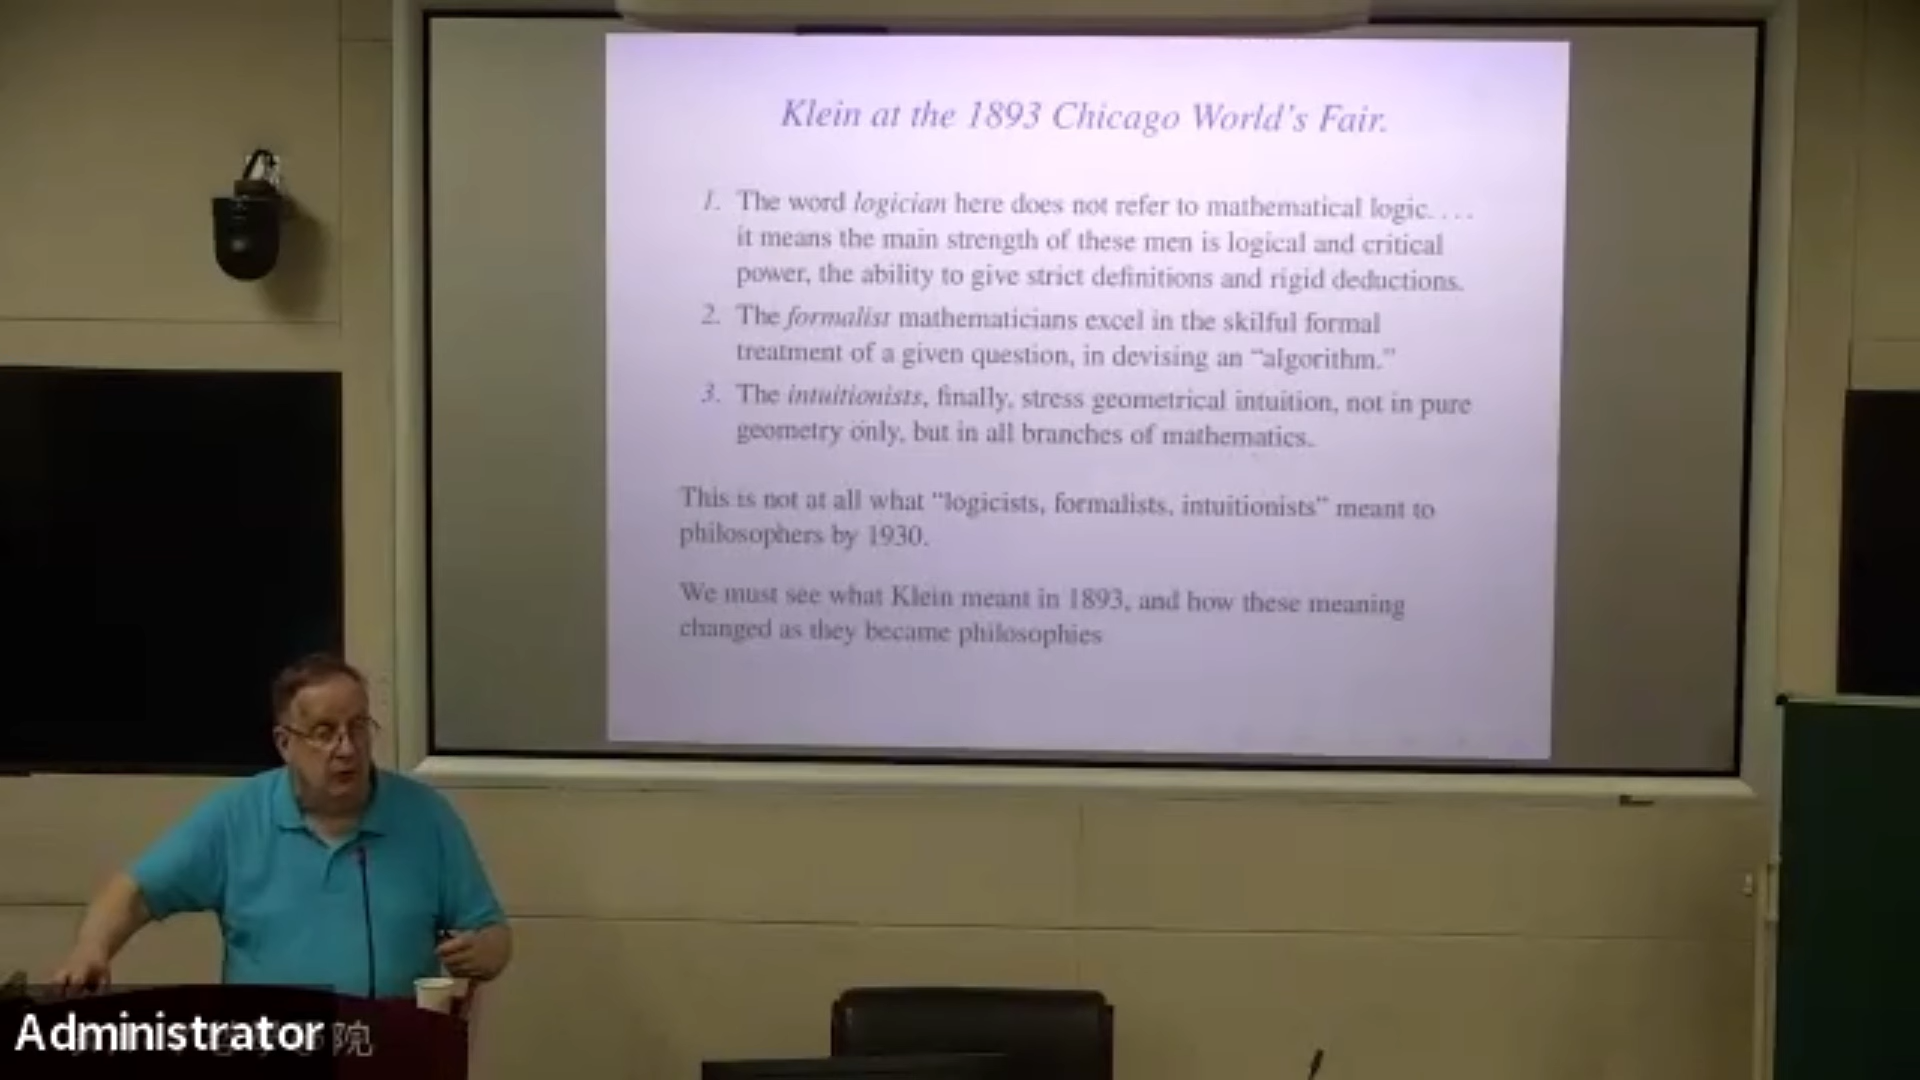 Klein at the 1893 Chicago World's Fair.
1. The word logician here does not refer to mathematical logic. . . .
it means the main strength of these men is logical and critical
power, the ability to give strict definitions and rigid deductions.
2. The formalist mathematicians excel in the skilful formal
treatment of a given question, in devising an “algorithm.”
3. The intuitionists, finally, stress geometrical intuition, not in pure
geometry only, but in all branches of mathematics.
This is not at all what “logicists, formalists, intuitionists” meant to
philosophers by 1930.
We must see what Klein meant in 1893, and how these meaning
changed as they became philosophies
Administrator
院